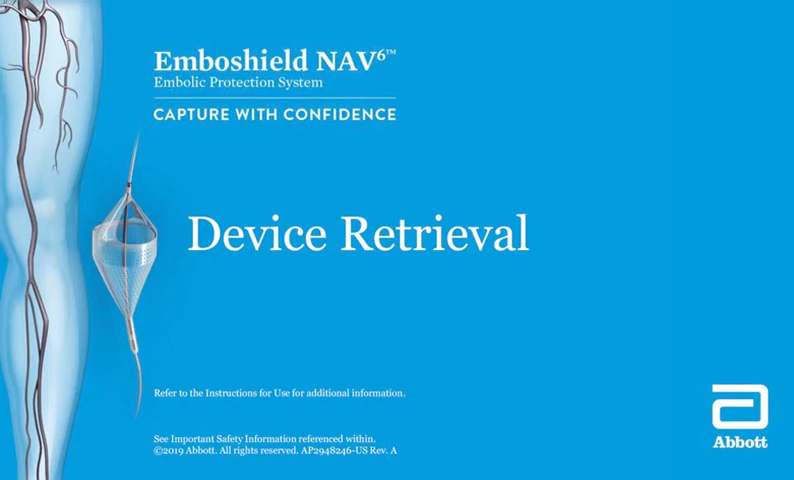 Emboshield NAV⁶™
Embolic Protection System
CAPTURE WITH CONFIDENCE
Device Retrieval
Refer to the Instructions for Use for additional information.
See Important Safety Information referenced within.
©2019 Abbott. All rights reserved. AP2948246-US Rev. A
Abbott